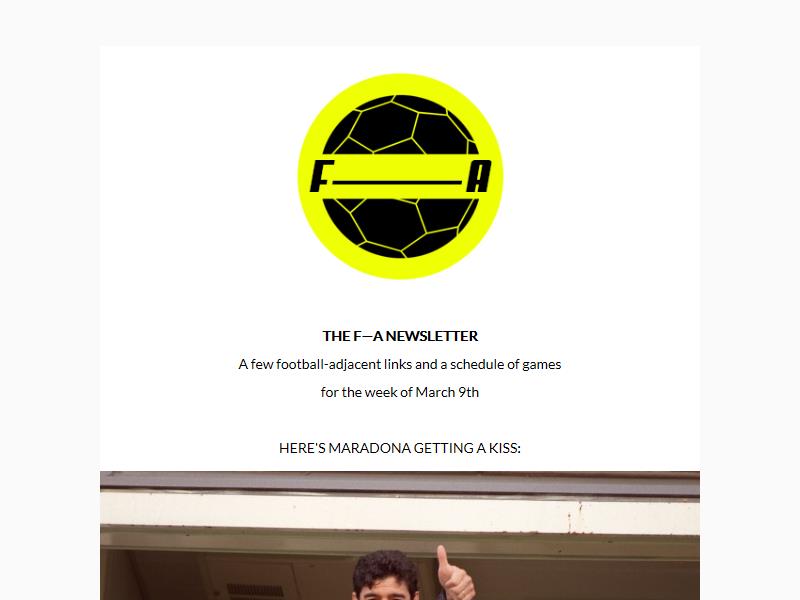 F—A
THE F—A NEWSLETTER
A few football-adjacent links and a schedule of games
for the week of March 9th
HERE'S MARADONA GETTING A KISS: